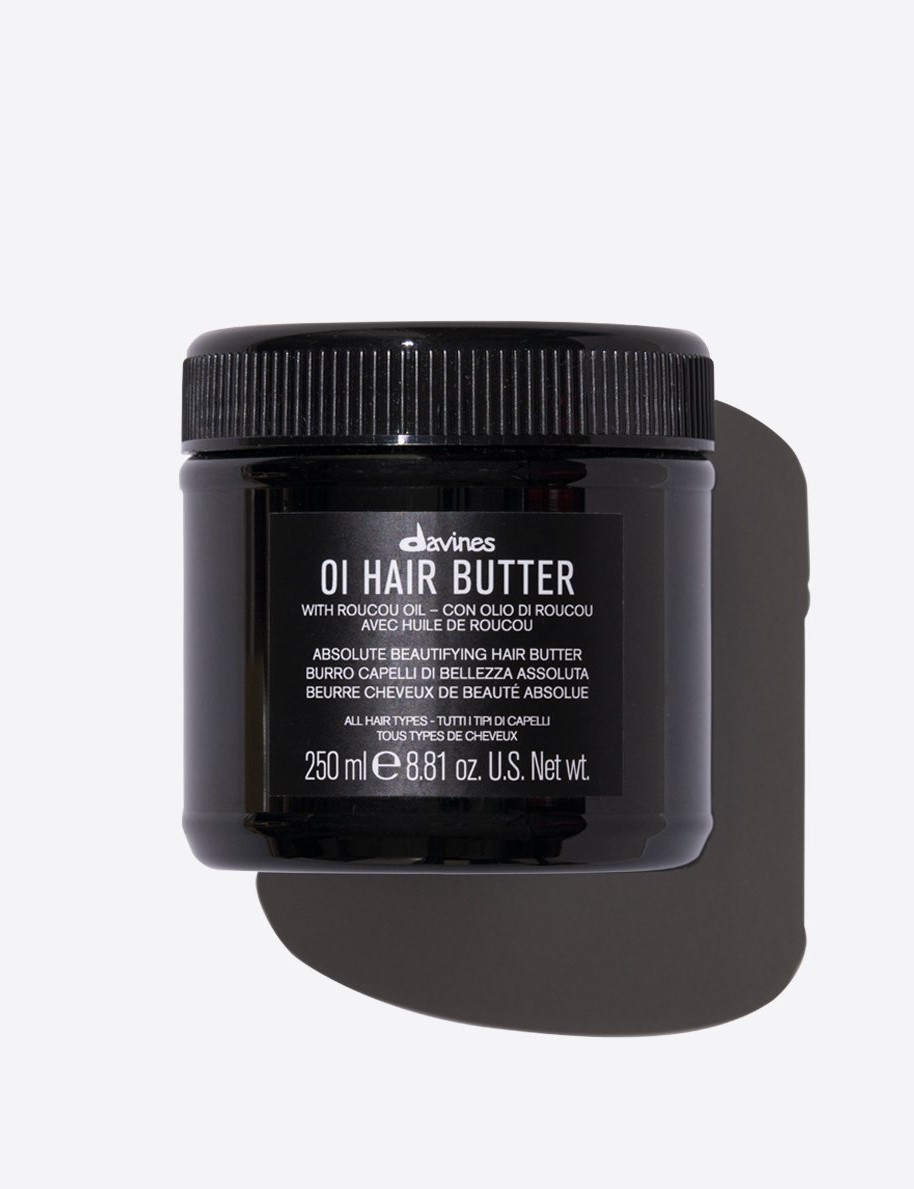 davines
OI HAIR BUTTER
WITH ROUCOU OIL – CON OLIO DI ROUCOU
AVEC HUILE DE ROUCOU
ABSOLUTE BEAUTIFYING HAIR BUTTER
BURRO CAPELLI DI BELLEZZA ASSOLUTA
BEURRE CHEVEUX DE BEAUTÉ ABSOLUE
ALL HAIR TYPES - TUTTI I TIPI DI CAPELLI
TOUS TYPES DE CHEVEUX
250 ml ℮ 8.81 oz. U.S. Net wt.